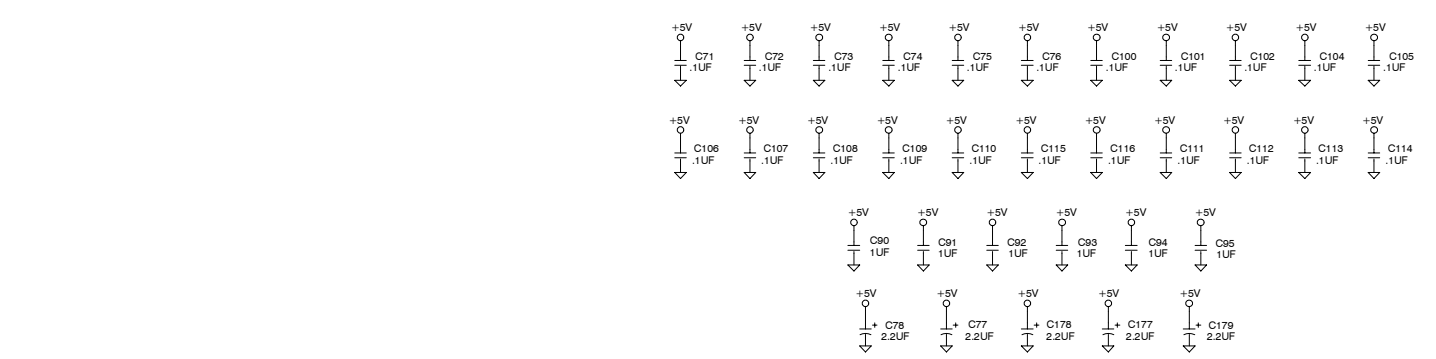 +5V +5V +5V +5V +5V +5V +5V +5V +5V +5V +5V
C71 C72 C73 C74 C75 C76 C100 C101 C102 C104 C105
.1UF .1UF .1UF .1UF .1UF .1UF .1UF .1UF .1UF .1UF .1UF
+5V +5V +5V +5V +5V +5V +5V +5V +5V +5V +5V
C106 C107 C108 C109 C110 C115 C116 C111 C112 C113 C114
.1UF .1UF .1UF .1UF .1UF .1UF .1UF .1UF .1UF .1UF .1UF
+5V +5V +5V +5V +5V +5V
C90 C91 C92 C93 C94 C95
1UF 1UF 1UF 1UF 1UF 1UF
+5V +5V +5V +5V +5V
+ C78 + C77 + C178 + C177 + C179
2.2UF 2.2UF 2.2UF 2.2UF 2.2UF